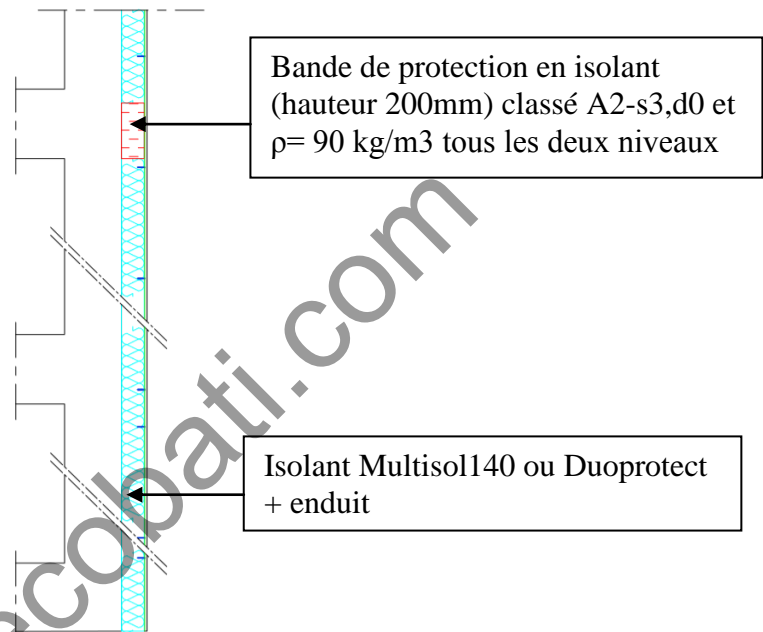 Bande de protection en isolant
(hauteur 200mm) classé A2-s3,d0 et
ρ= 90 kg/m3 tous les deux niveaux
Isolant Multisol140 ou Duoprotect
+ enduit
ecobati.com